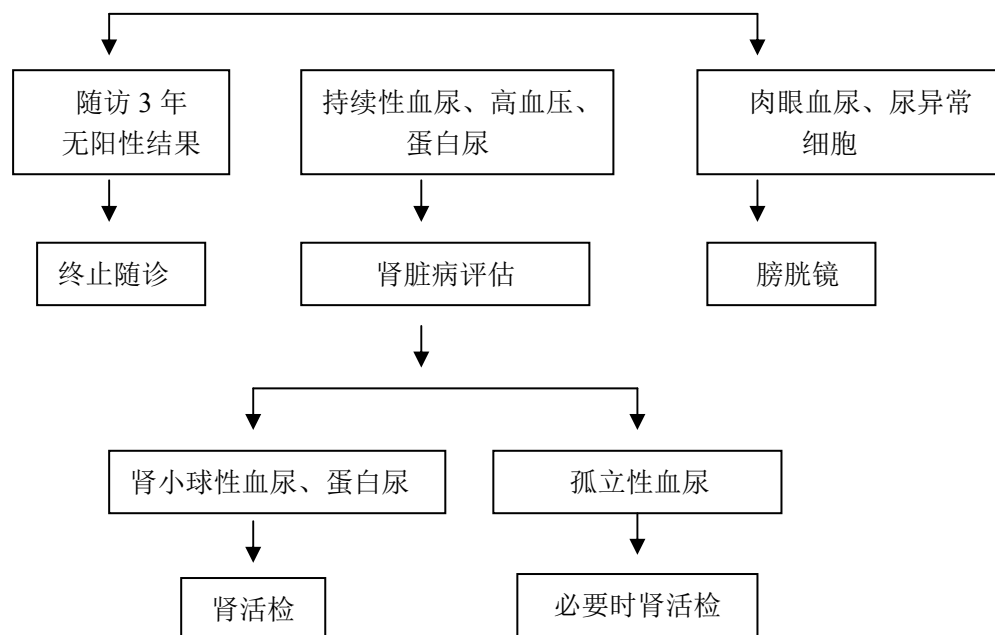 随访 3 年
无阳性结果
持续性血尿、高血压、
蛋白尿
肉眼血尿、尿异常
细胞
终止随诊
肾脏病评估
膀胱镜
肾小球性血尿、蛋白尿
孤立性血尿
肾活检
必要时肾活检